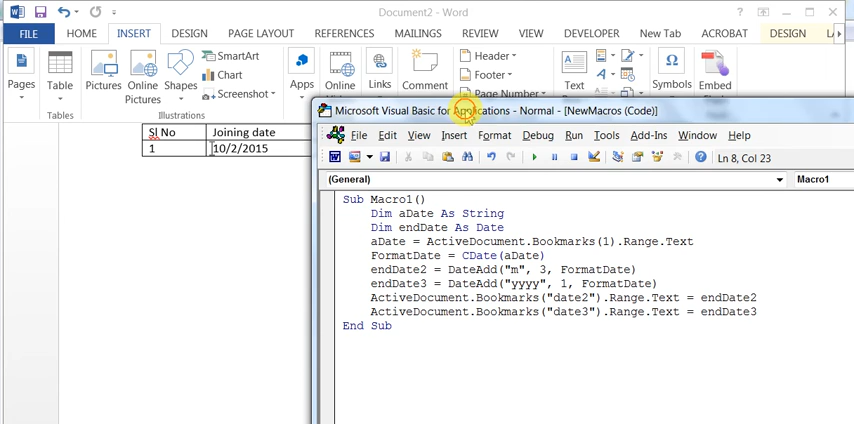 Document2 - Word
FILE HOME INSERT DESIGN PAGE LAYOUT REFERENCES MAILINGS REVIEW VIEW DEVELOPER New Tab ACROBAT DESIGN
Pages Table Pictures Online Pictures Shapes SmartArt Chart Screenshot Apps Online Links Comment Header Footer Page Number Text Symbols Embed
Tables Illustrations
Sl No Joining date
1 10/2/2015
Microsoft Visual Basic for Applications - Normal - [NewMacros (Code)]
File Edit View Insert Format Debug Run Tools Add-Ins Window Help
Ln 8, Col 23
(General) Macro1
Sub Macro1()
Dim aDate As String
Dim endDate As Date
aDate = ActiveDocument.Bookmarks(1).Range.Text
FormatDate = CDate(aDate)
endDate2 = DateAdd("m", 3, FormatDate)
endDate3 = DateAdd("yyyy", 1, FormatDate)
ActiveDocument.Bookmarks("date2").Range.Text = endDate2
ActiveDocument.Bookmarks("date3").Range.Text = endDate3
End Sub